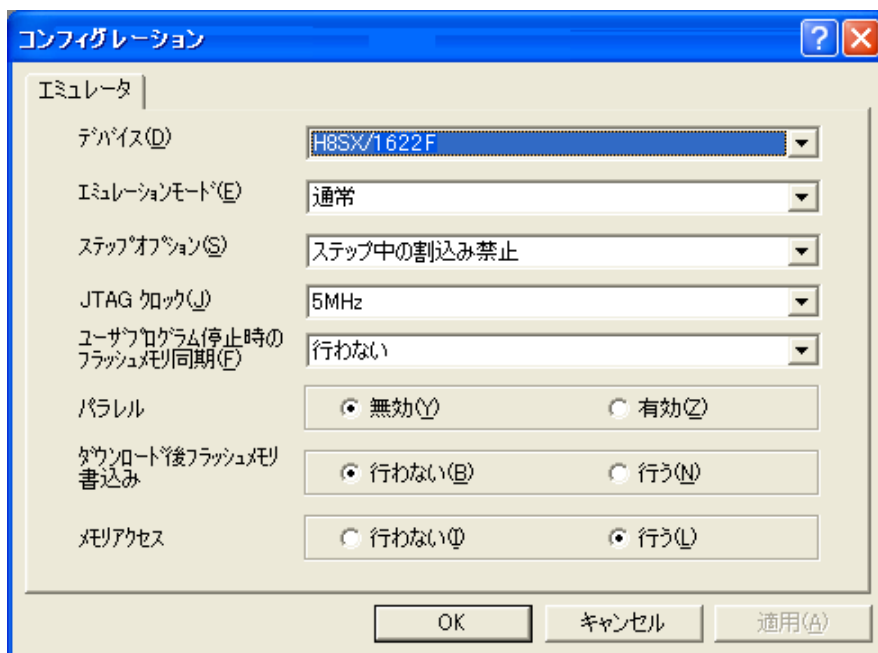 コンフィグレーション
エミュレータ
デバイス(D)
H8SX/1622F
エミュレーションモード(E)
通常
ステップオプション(S)
ステップ中の割込み禁止
JTAG クロック(J)
5MHz
ユーザプログラム停止時の
フラッシュメモリ同期(F)
行わない
パラレル
無効(Y)
有効(Z)
ダウンロード後フラッシュメモリ
書込み
行わない(B)
行う(N)
メモリアクセス
行わない(I)
行う(L)
OK
キャンセル
適用(A)